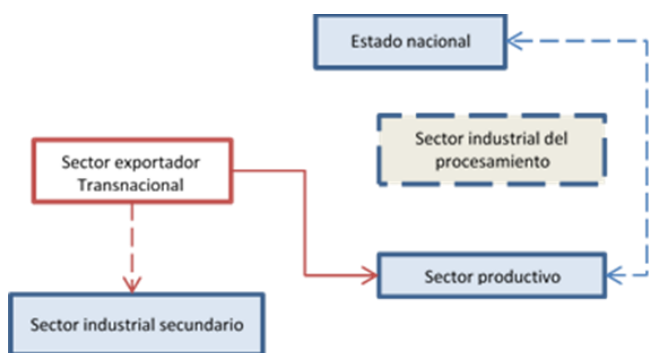 Estado nacional
Sector industrial del
procesamiento
Sector exportador
Transnacional
Sector productivo
Sector industrial secundario